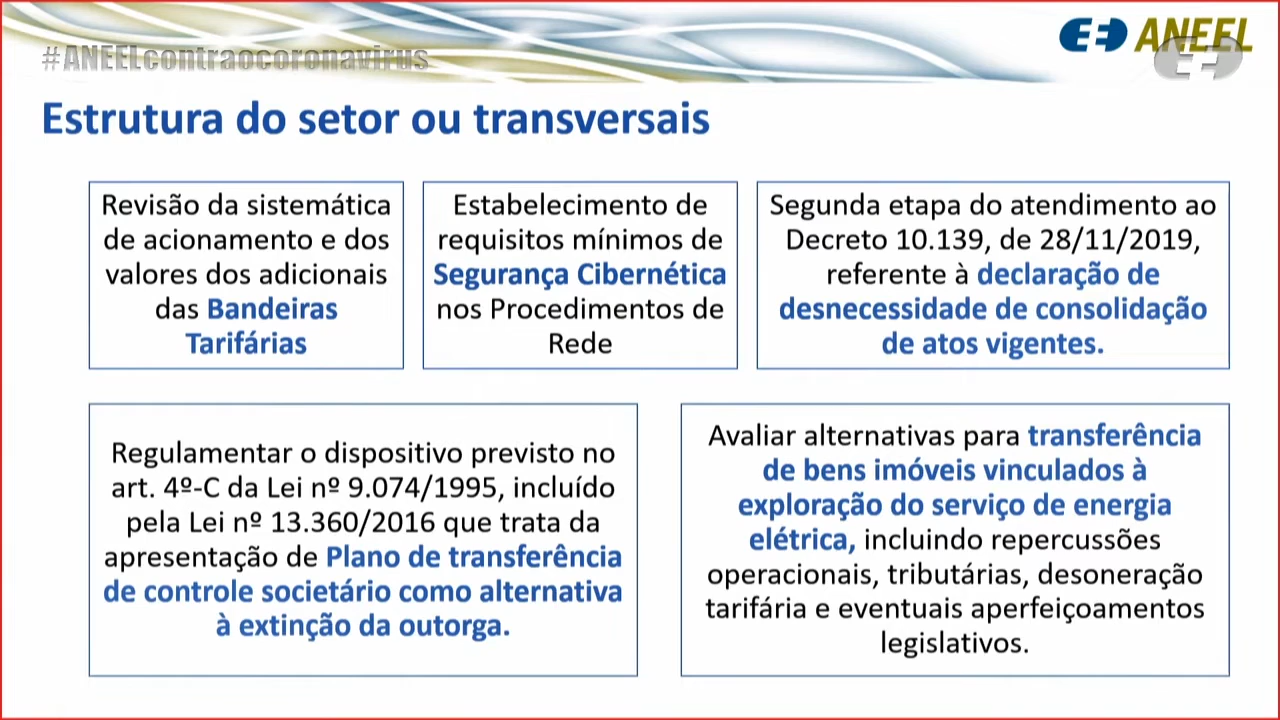 #ANEELcontraocoronavirus
ANEEL
Estrutura do setor ou transversais
Revisão da sistemática
de acionamento e dos
valores dos adicionais
das Bandeiras
Tarifárias
Estabelecimento de
requisitos mínimos de
Segurança Cibernética
nos Procedimentos de
Rede
Segunda etapa do atendimento ao
Decreto 10.139, de 28/11/2019,
referente à declaração de
desnecessidade de consolidação
de atos vigentes.
Regulamentar o dispositivo previsto no
art. 4º-C da Lei nº 9.074/1995, incluído
pela Lei nº 13.360/2016 que trata da
apresentação de Plano de transferência
de controle societário como alternativa
à extinção da outorga.
Avaliar alternativas para transferência
de bens imóveis vinculados à
exploração do serviço de energia
elétrica, incluindo repercussões
operacionais, tributárias, desoneração
tarifária e eventuais aperfeiçoamentos
legislativos.